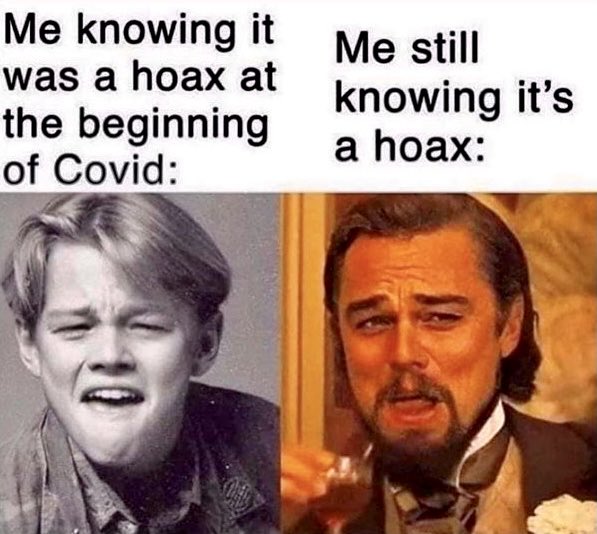 Me knowing it
was a hoax at
the beginning
of Covid:
Me still
knowing it's
a hoax: